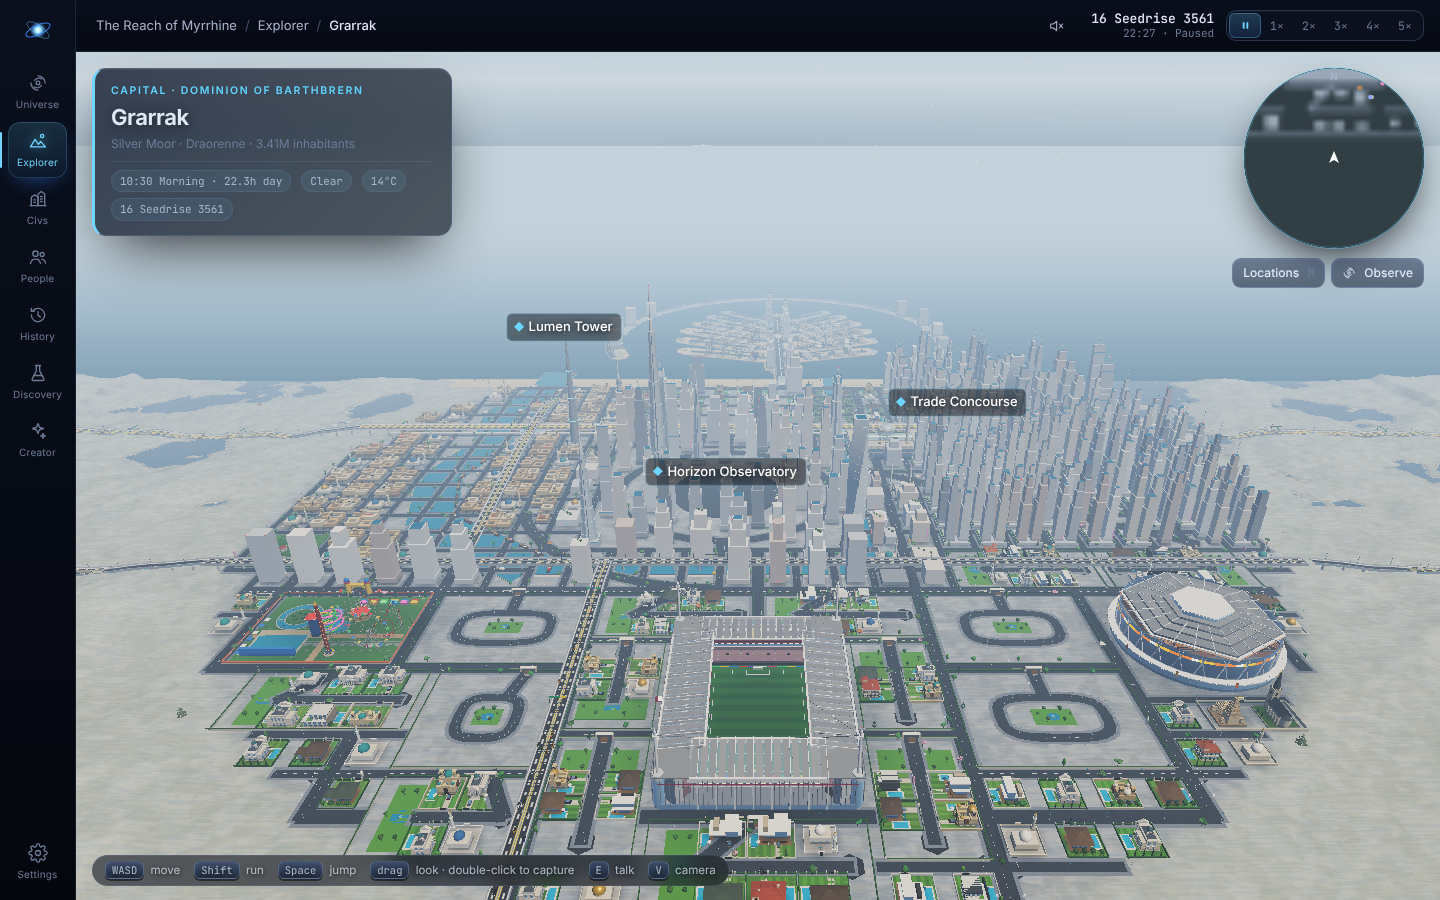 The Reach of Myrrhine / Explorer / Grarrak
16 Seedrise 3561
22:27 · Paused
1×
2×
3×
4×
5×
Universe
Explorer
Civs
People
History
Discovery
Creator
Settings
CAPITAL · DOMINION OF BARTHBRERN
Grarrak
Silver Moor · Draorenne · 3.41M inhabitants
10:30 Morning · 22.3h day
Clear
14°C
16 Seedrise 3561
N
Locations M
Observe
Lumen Tower
Trade Concourse
Horizon Observatory
WASD move Shift run Space jump drag look · double-click to capture E talk V camera